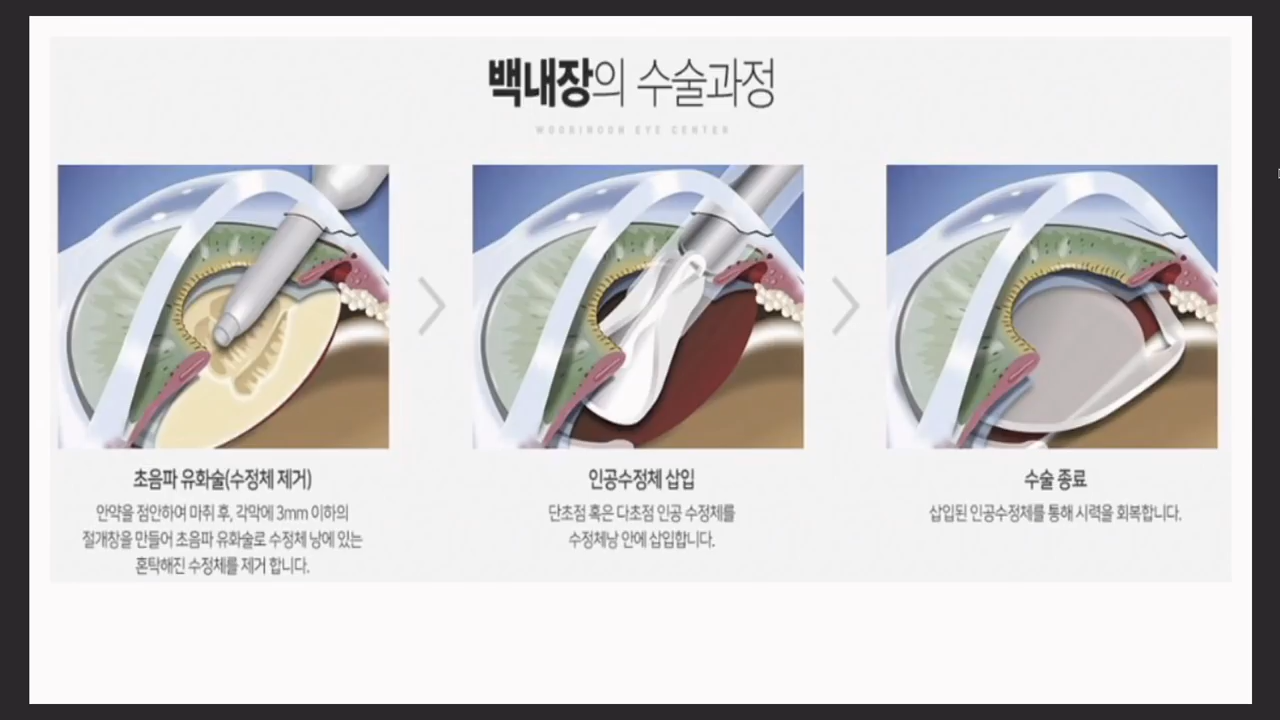 백내장의 수술과정
WOORINOON EYE CENTER
초음파 유화술(수정체 제거)
안약을 점안하여 마취 후, 각막에 3mm 이하의
절개창을 만들어 초음파 유화술로 수정체 낭에 있는
혼탁해진 수정체를 제거 합니다.
인공수정체 삽입
단초점 혹은 다초점 인공 수정체를
수정체낭 안에 삽입합니다.
수술 종료
삽입된 인공수정체를 통해 시력을 회복합니다.